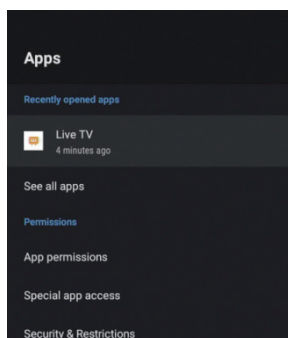 Apps
Recently opened apps
Live TV
4 minutes ago
See all apps
Permissions
App permissions
Special app access
Security & Restrictions